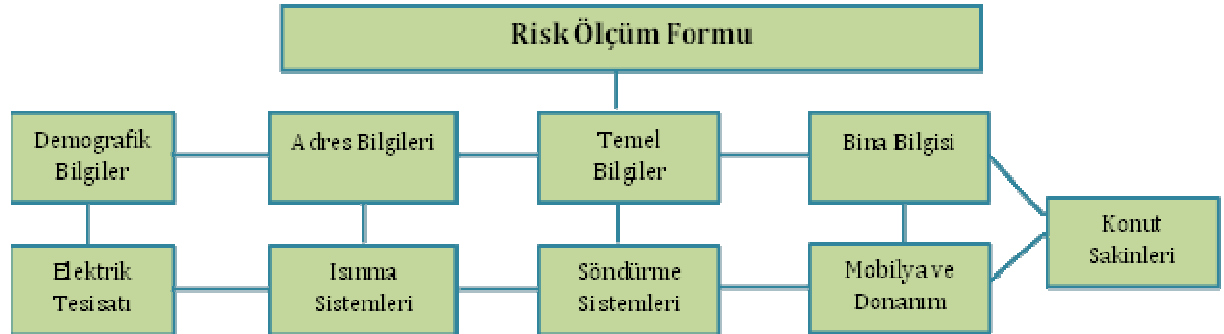 Risk Ölçüm Formu
Demografik
Bilgiler
Adres Bilgileri
Temel
Bilgiler
Bina Bilgisi
Konut
Sakinleri
Elektrik
Tesisatı
Isınma
Sistemleri
Söndürme
Sistemleri
Mobilya ve
Donanım